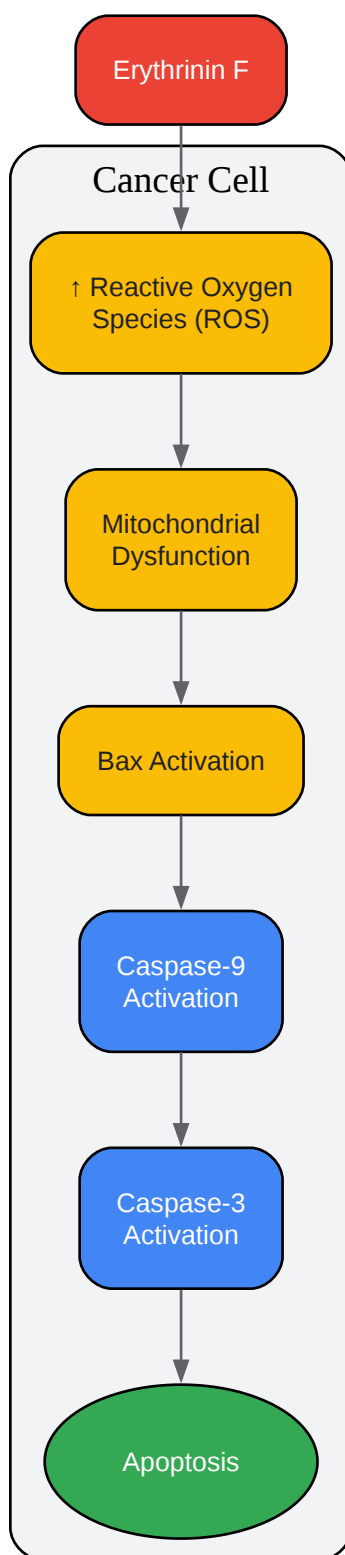 Erythrinin F
Cancer Cell
↑ Reactive Oxygen
Species (ROS)
Mitochondrial
Dysfunction
Bax Activation
Caspase-9
Activation
Caspase-3
Activation
Apoptosis